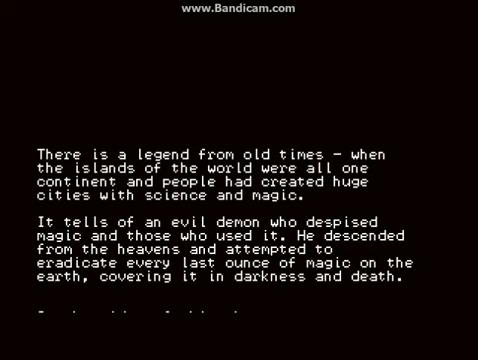 www.Bandicam.com
There is a legend from old times - when
the islands of the world were all one
continent and people had created huge
cities with science and magic.
It tells of an evil demon who despised
magic and those who used it. He descended
from the heavens and attempted to
eradicate every last ounce of magic on the
earth, covering it in darkness and death.